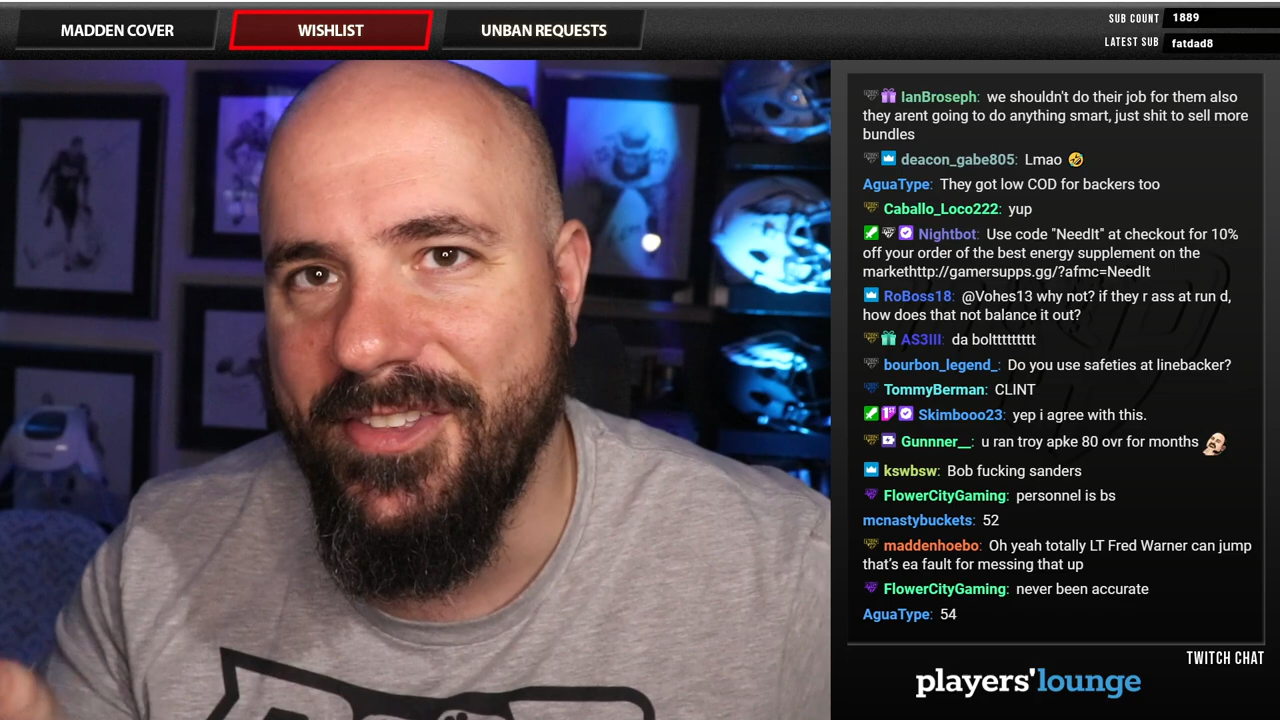 MADDEN COVER
WISHLIST
UNBAN REQUESTS
SUB COUNT 1889
LATEST SUB fatdad8
IanBroseph: we shouldn't do their job for them also
they arent going to do anything smart, just shit to sell more
bundles
deacon_gabe805: Lmao 🤣
AguaType: They got low COD for backers too
Caballo_Loco222: yup
Nightbot: Use code "NeedIt" at checkout for 10%
off your order of the best energy supplement on the
markethttp://gamersupps.gg/?afmc=NeedIt
RoBoss18: @Vohes13 why not? if they r ass at run d,
how does that not balance it out?
AS3III: da bolttttttttt
bourbon_legend_: Do you use safeties at linebacker?
TommyBerman: CLINT
Skimbooo23: yep i agree with this.
Gunnner__: u ran troy apke 80 ovr for months
kswbsw: Bob fucking sanders
FlowerCityGaming: personnel is bs
mcnastybuckets: 52
maddenhoebo: Oh yeah totally LT Fred Warner can jump
that's ea fault for messing that up
FlowerCityGaming: never been accurate
AguaType: 54
TWITCH CHAT
players'lounge